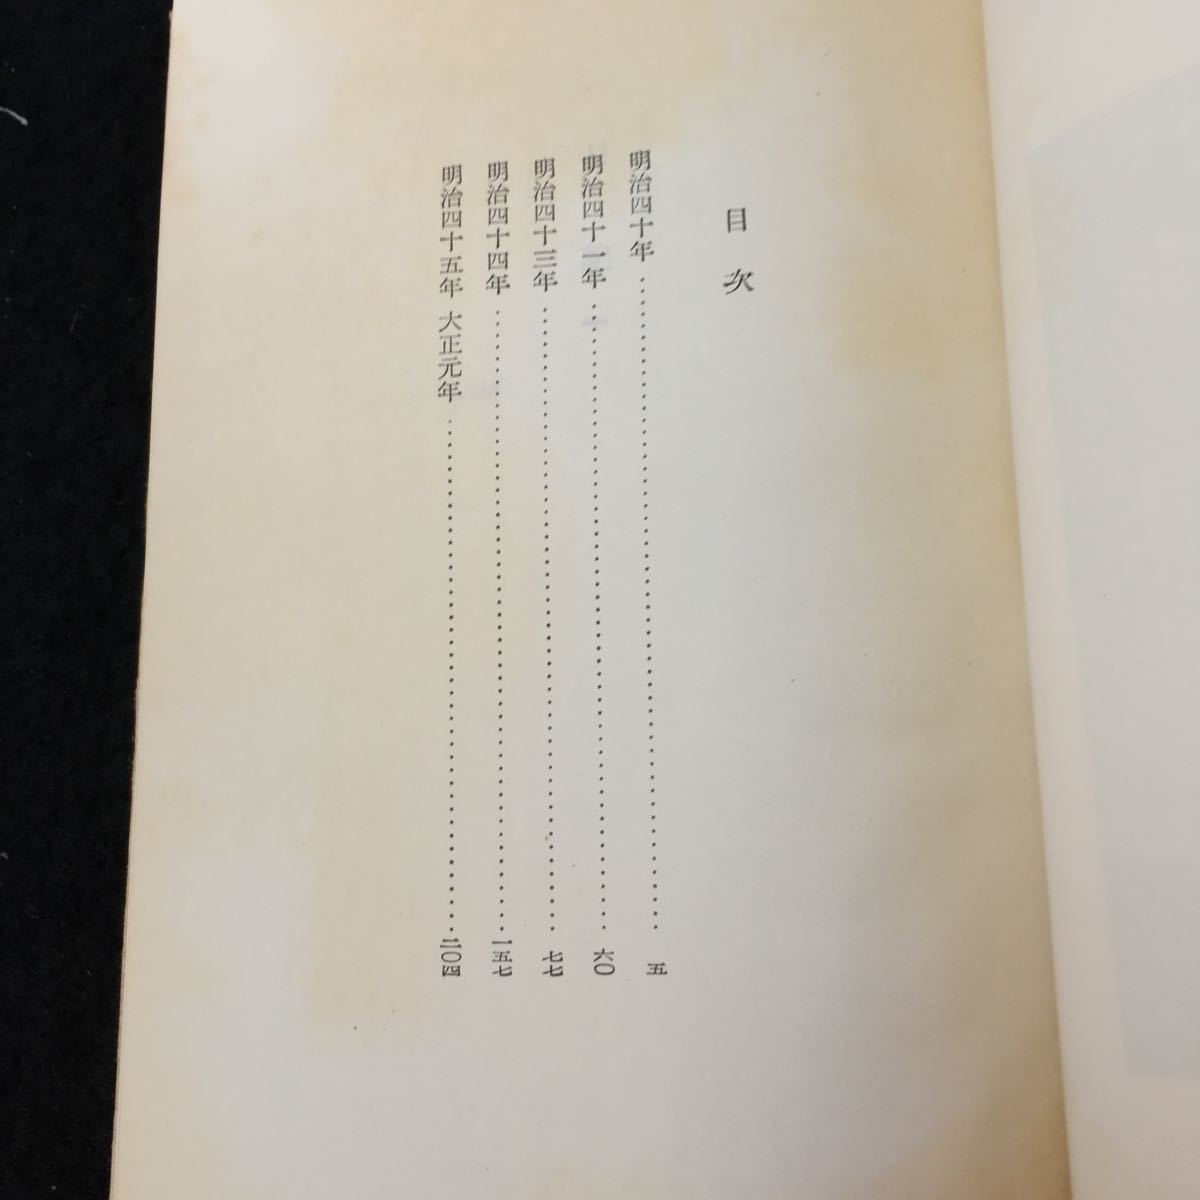 目次
明治四十年……………………五
明治四十一年……………………六〇
明治四十三年……………………七七
明治四十四年……………………一五七
明治四十五年 大正元年……………………二〇四